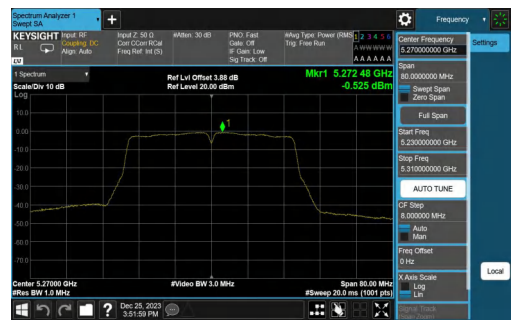 Spectrum Analyzer 1
Swept SA
Frequency
KEYSIGHT
RL
LV
Input: RF
Coupling: DC
Align: Auto
Input Z: 50 Ω
Corr CCorr RCal
Freq Ref: Int (S)
#Atten: 30 dB
PNO: Fast
Gate: Off
IF Gain: Low
Sig Track: Off
#Avg Type: Power (RMS)
Trig: Free Run
1 2 3 4 5 6
A W W W W W
A A A A A A
1 Spectrum
Scale/Div 10 dB
Log
Ref Lvl Offset 3.88 dB
Ref Level 20.00 dBm
Mkr1 5.272 48 GHz
-0.525 dBm
1
10.0
0.00
-10.0
-20.0
-30.0
-40.0
-50.0
-60.0
-70.0
Center 5.27000 GHz
#Res BW 1.0 MHz
#Video BW 3.0 MHz
Span 80.00 MHz
#Sweep 20.0 ms (1001 pts)
Center Frequency
5.270000000 GHz
Span
80.0000000 MHz
Swept Span
Zero Span
Full Span
Start Freq
5.230000000 GHz
Stop Freq
5.310000000 GHz
AUTO TUNE
CF Step
8.000000 MHz
Auto
Man
Freq Offset
0 Hz
X Axis Scale
Log
Lin
Signal Track
Settings
Local
Dec 25, 2023
3:51:59 PM